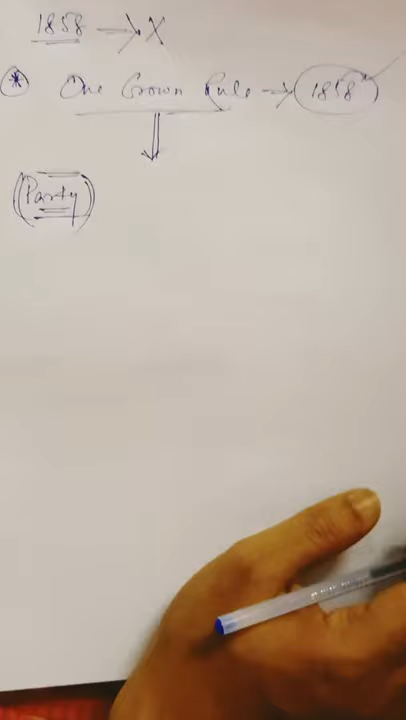 1858 → X
* One Crown Rule → 1858
(Party)